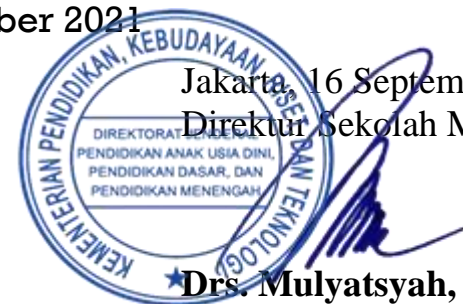 ber 2021
Jakarta, 16 Septem
Direktur Sekolah M
KEMENTERIAN PENDIDIKAN, KEBUDAYAAN, RISET, DAN TEKNOLOGI
DIREKTORAT JENDERAL
PENDIDIKAN ANAK USIA DINI,
PENDIDIKAN DASAR, DAN
PENDIDIKAN MENENGAH
Drs. Mulyatsyah,